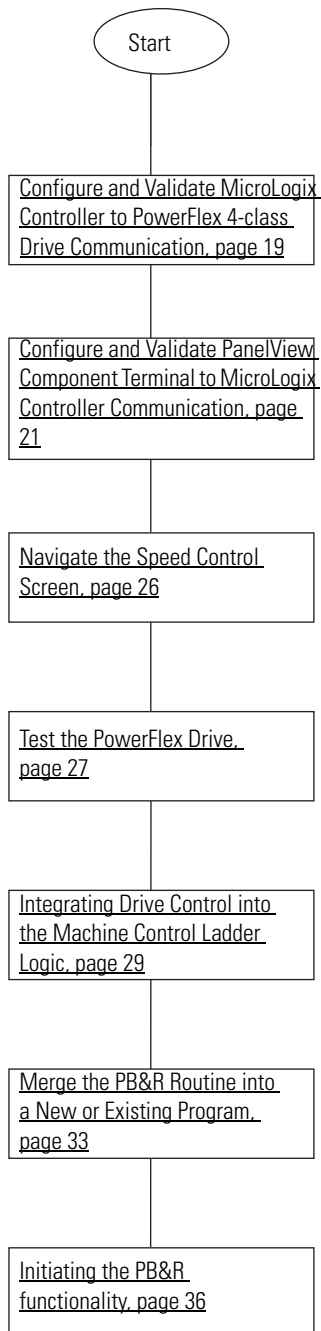 Start
Configure and Validate MicroLogix
Controller to PowerFlex 4-class
Drive Communication, page 19
Configure and Validate PanelView
Component Terminal to MicroLogix
Controller Communication, page
21
Navigate the Speed Control
Screen, page 26
Test the PowerFlex Drive,
page 27
Integrating Drive Control into
the Machine Control Ladder
Logic, page 29
Merge the PB&R Routine into
a New or Existing Program,
page 33
Initiating the PB&R
functionality, page 36